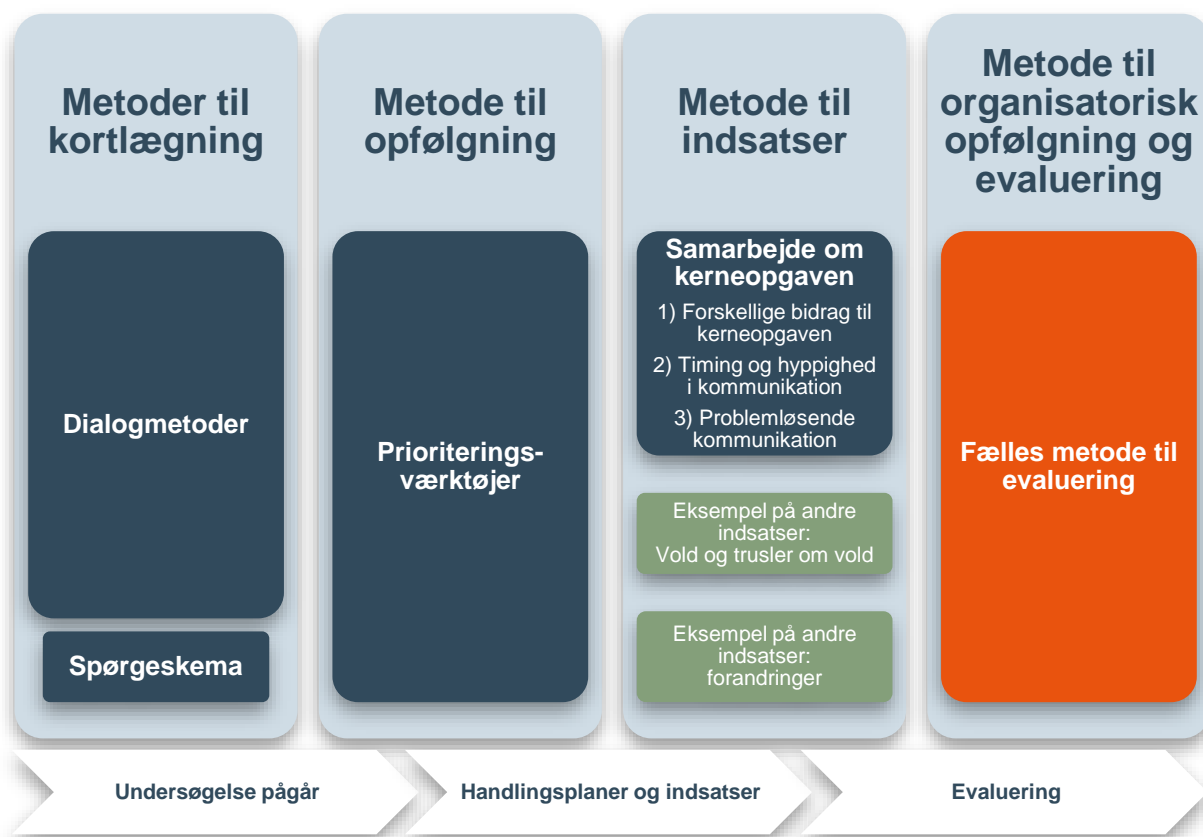 Metoder til
kortlægning
Dialogmetoder
Spørgeskema
Metode til
opfølgning
Prioriterings-
værktøjer
Metode til
indsatser
Samarbejde om
kerneopgaven
1) Forskellige bidrag til
kerneopgaven
2) Timing og hyppighed
i kommunikation
3) Problemløsende
kommunikation
Eksempel på andre
indsatser:
Vold og trusler om vold
Eksempel på andre
indsatser:
forandringer
Metode til
organisatorisk
opfølgning og
evaluering
Fælles metode til
evaluering
Undersøgelse pågår
Handlingsplaner og indsatser
Evaluering